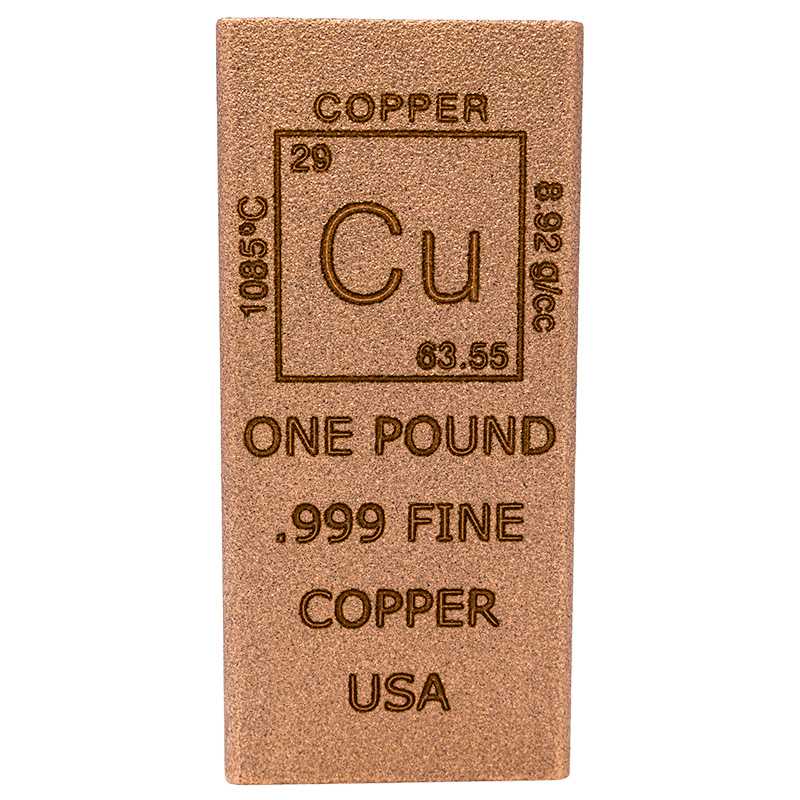 COPPER
29
1085°C
Cu
8.92 g/cc
63.55
ONE POUND
.999 FINE
COPPER
USA